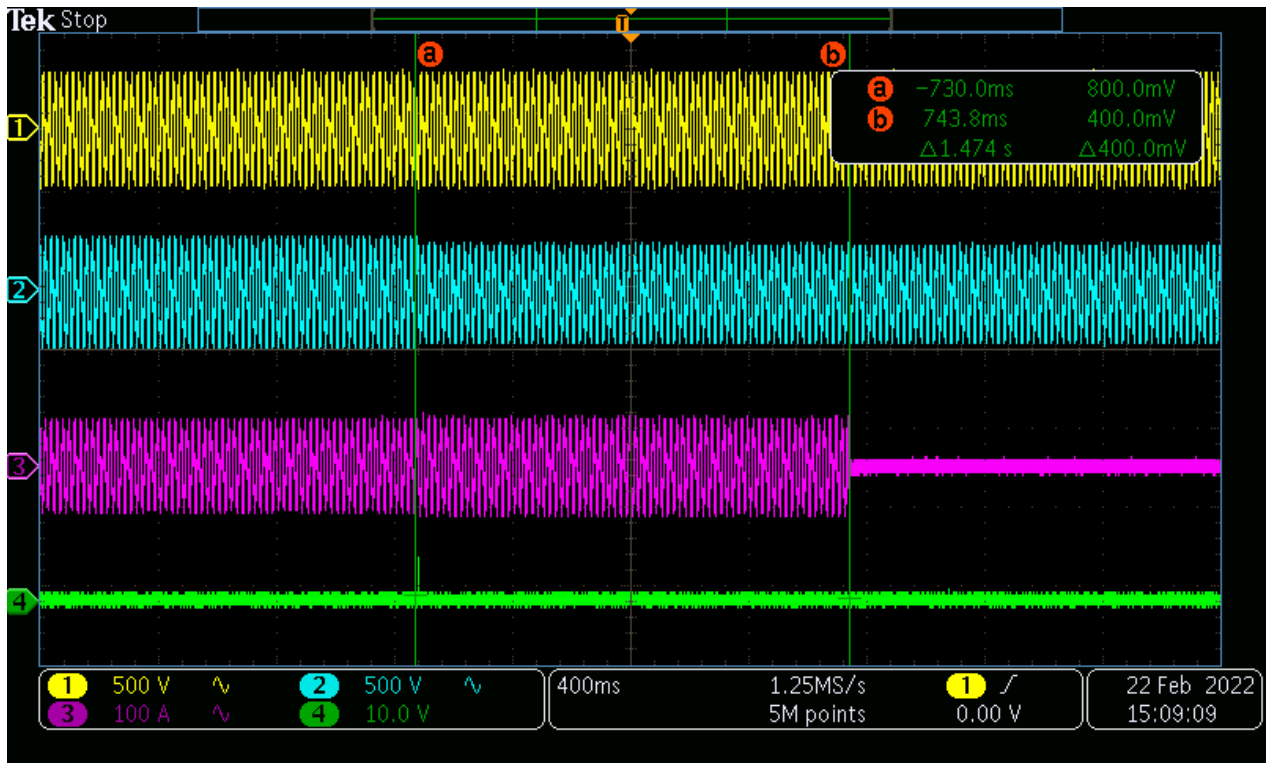 Tek Stop
T
a b
a -730.0ms 800.0mV
b 743.8ms 400.0mV
△1.474 s △400.0mV
1
2
3
4
1 500 V ∿ 2 500 V ∿ 400ms 1.25MS/s 1 ∫ 22 Feb 2022
3 100 A ∿ 4 10.0 V 5M points 0.00 V 15:09:09